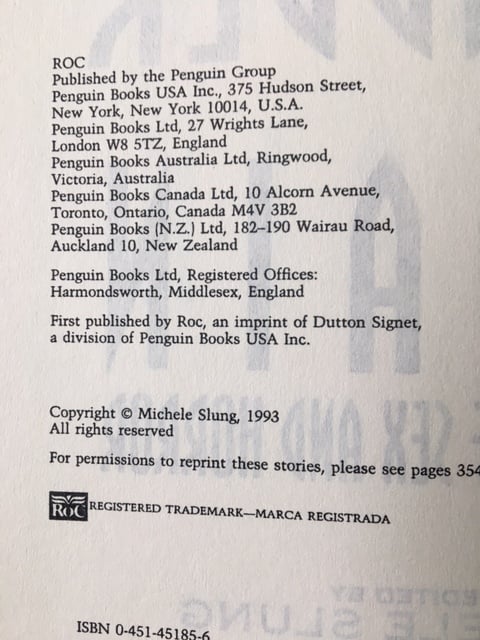 ROC
Published by the Penguin Group
Penguin Books USA Inc., 375 Hudson Street,
New York, New York 10014, U.S.A.
Penguin Books Ltd, 27 Wrights Lane,
London W8 5TZ, England
Penguin Books Australia Ltd, Ringwood,
Victoria, Australia
Penguin Books Canada Ltd, 10 Alcorn Avenue,
Toronto, Ontario, Canada M4V 3B2
Penguin Books (N.Z.) Ltd, 182–190 Wairau Road,
Auckland 10, New Zealand
Penguin Books Ltd, Registered Offices:
Harmondsworth, Middlesex, England
First published by Roc, an imprint of Dutton Signet,
a division of Penguin Books USA Inc.
Copyright © Michele Slung, 1993
All rights reserved
For permissions to reprint these stories, please see pages 354
ROC REGISTERED TRADEMARK—MARCA REGISTRADA
ISBN 0-451-45185-6